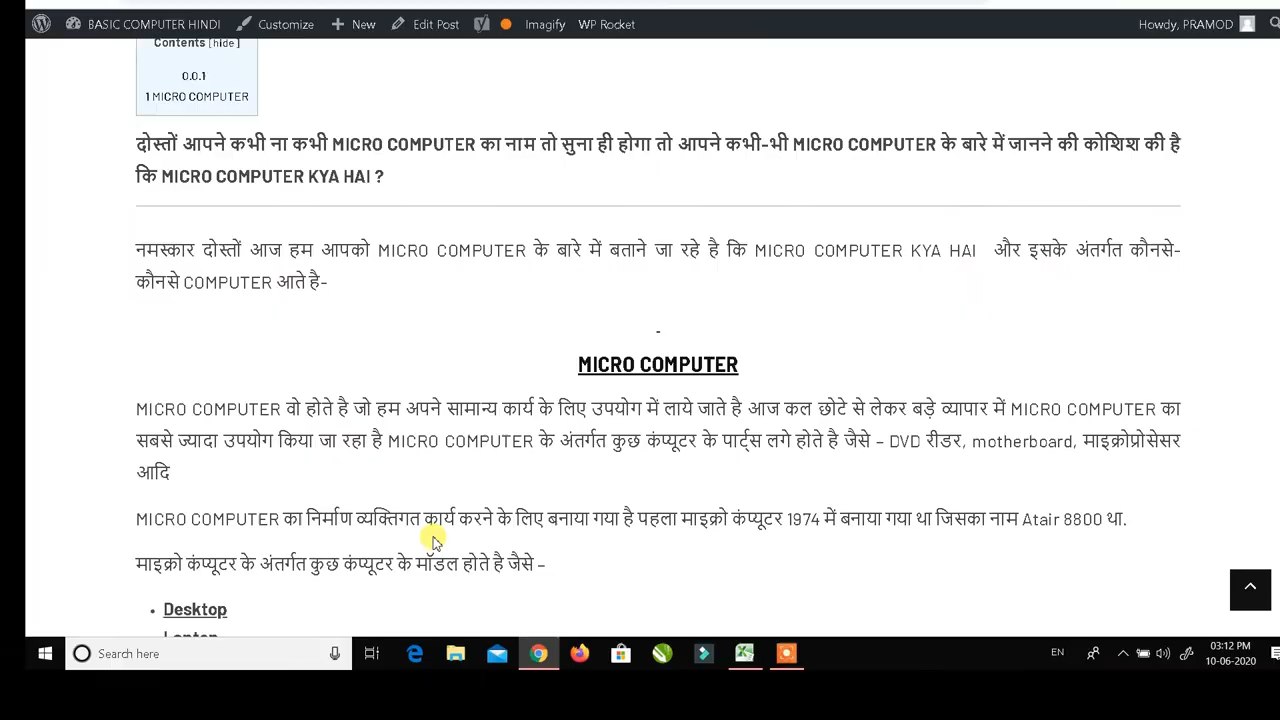 BASIC COMPUTER HINDI Customize New Edit Post Imagify WP Rocket Howdy, PRAMOD
Contents [hide]
0.0.1
1 MICRO COMPUTER
दोस्तों आपने कभी ना कभी MICRO COMPUTER का नाम तो सुना ही होगा तो आपने कभी-भी MICRO COMPUTER के बारे में जानने की कोशिश की है
कि MICRO COMPUTER KYA HAI ?
नमस्कार दोस्तों आज हम आपको MICRO COMPUTER के बारे में बताने जा रहे है कि MICRO COMPUTER KYA HAI और इसके अंतर्गत कौनसे-
कौनसे COMPUTER आते है-
-
MICRO COMPUTER
MICRO COMPUTER वो होते है जो हम अपने सामान्य कार्य के लिए उपयोग में लाये जाते है आज कल छोटे से लेकर बड़े व्यापार में MICRO COMPUTER का
सबसे ज्यादा उपयोग किया जा रहा है MICRO COMPUTER के अंतर्गत कुछ कंप्यूटर के पार्ट्स लगे होते है जैसे – DVD रीडर, motherboard, माइक्रोप्रोसेसर
आदि
MICRO COMPUTER का निर्माण व्यक्तिगत कार्य करने के लिए बनाया गया है पहला माइक्रो कंप्यूटर 1974 में बनाया गया था जिसका नाम Atair 8800 था.
माइक्रो कंप्यूटर के अंतर्गत कुछ कंप्यूटर के मॉडल होते है जैसे –
• Desktop
Laptop
Search here EN 03:12 PM
10-06-2020